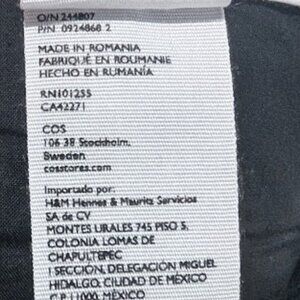 O/N 244807
P/N 0924868 2
MADE IN ROMANIA
FABRIQUÉ EN ROUMANIE
HECHO EN RUMANÍA
RN101255
CA42271
COS
106 38 Stockholm,
Sweden
cosstores.com
Importado por:
H&M Hennes & Mauritz Servicios
SA de CV
MONTES URALES 745 PISO 5,
COLONIA LOMAS DE
CHAPULTEPEC
I SECCIÓN, DELEGACIÓN MIGUEL
HIDALGO, CIUDAD DE MÉXICO
C.P.11000, MÉXICO